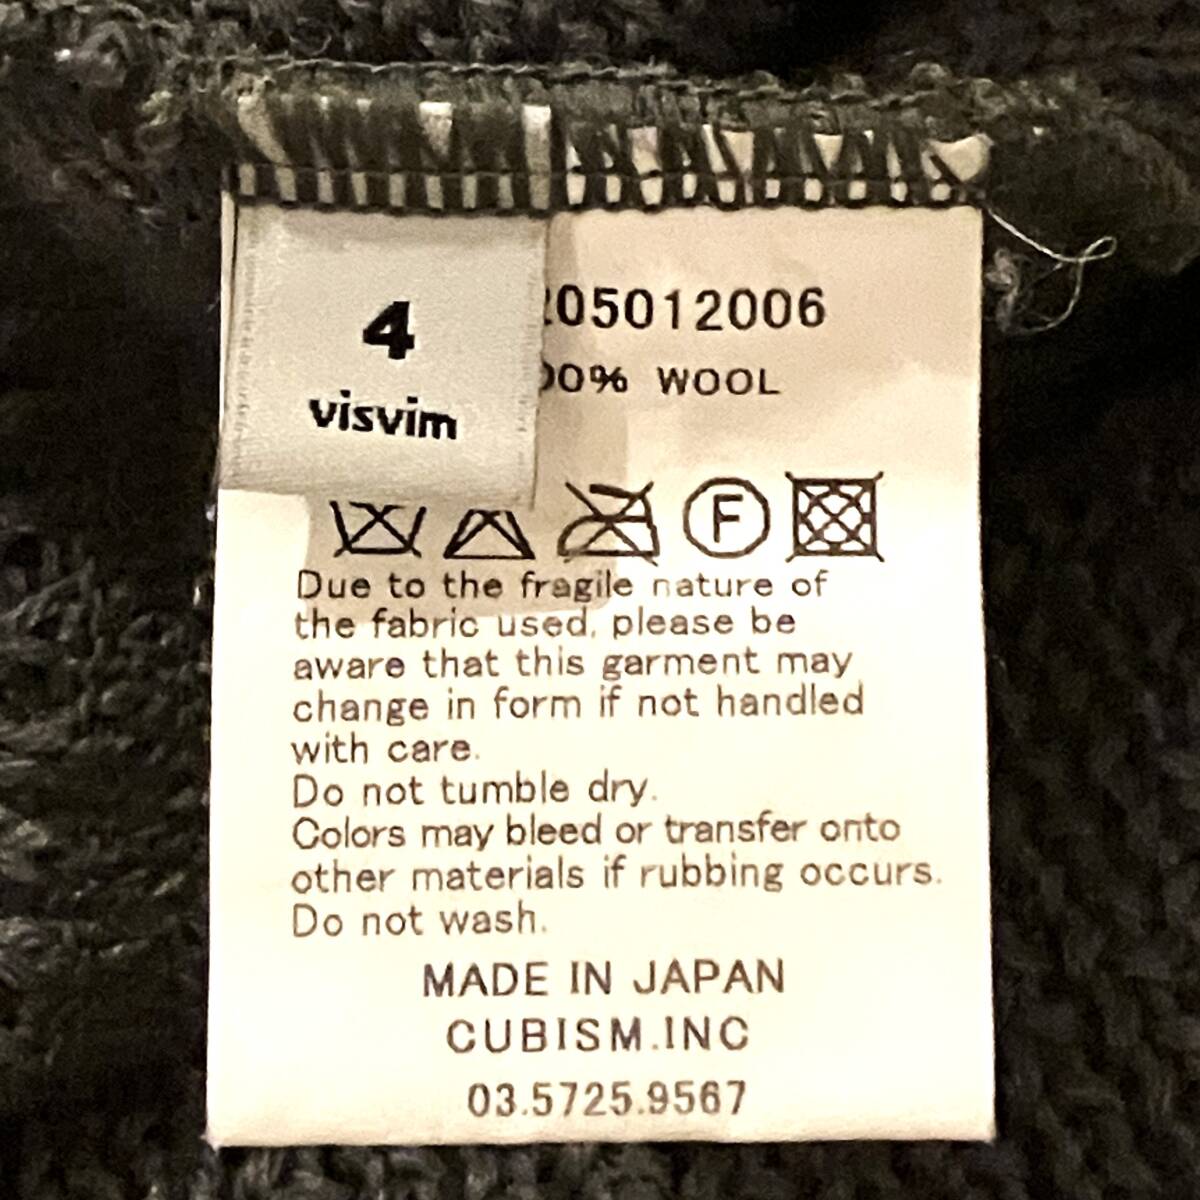 4
visvim
05012006
00% WOOL
F
Due to the fragile nature of
the fabric used, please be
aware that this garment may
change in form if not handled
with care.
Do not tumble dry.
Colors may bleed or transfer onto
other materials if rubbing occurs.
Do not wash.
MADE IN JAPAN
CUBISM.INC
03.5725.9567